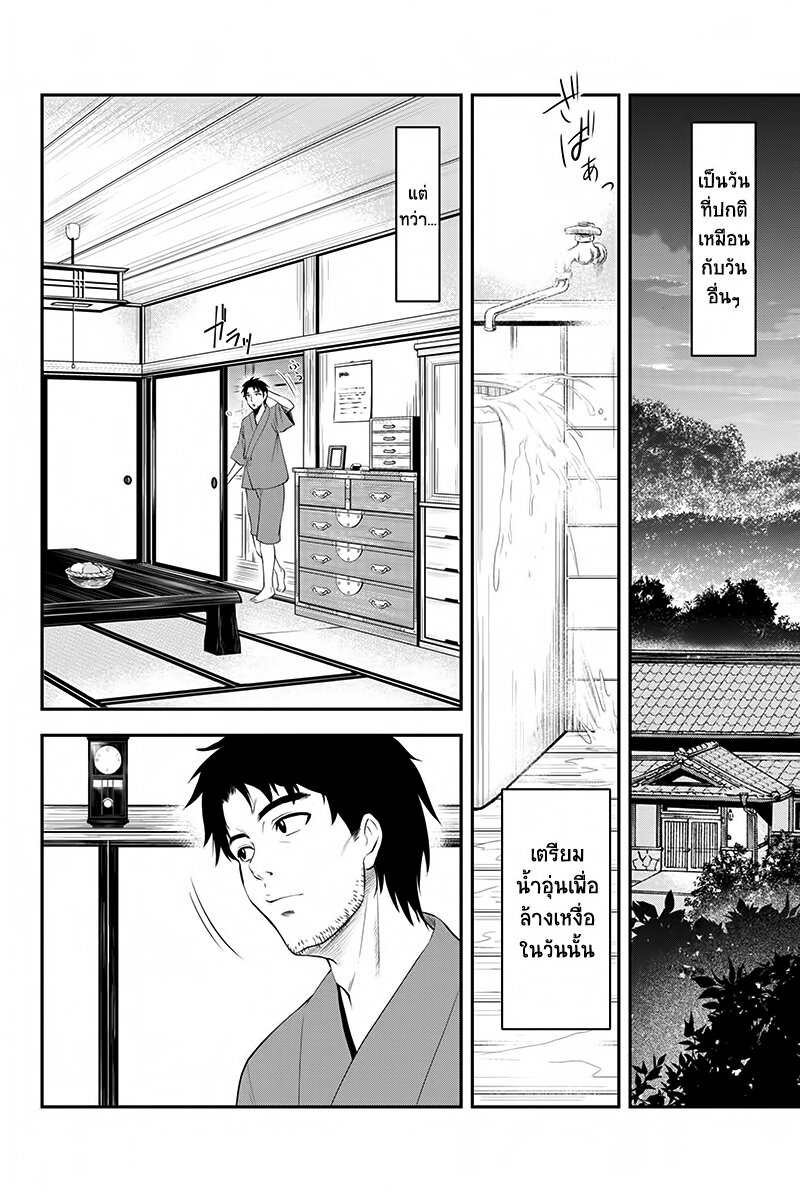 เป็นวัน
ที่ปกติ
เหมือน
กับวัน
อื่นๆ
ざばぁっ
เตรียม
น้ำอุ่นเพื่อ
ล้างเหงื่อ
ในวันนั้น
แต่
ทว่า...
ガラッ